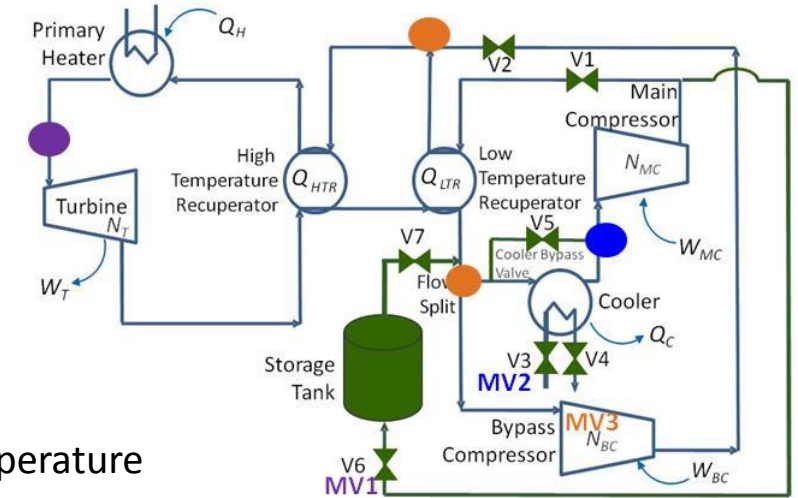 Primary
Heater
Q_H
V2
V1
Main
Compressor
N_MC
W_MC
High
Temperature
Recuperator
Q_HTR
Q_LTR
Low
Temperature
Recuperator
Turbine
N_T
W_T
V7
V5
Cooler Bypass
Valve
Flow
Split
Cooler
Q_C
Storage
Tank
V3
V4
MV2
MV3
Bypass
Compressor
N_BC
W_BC
perature
V6
MV1